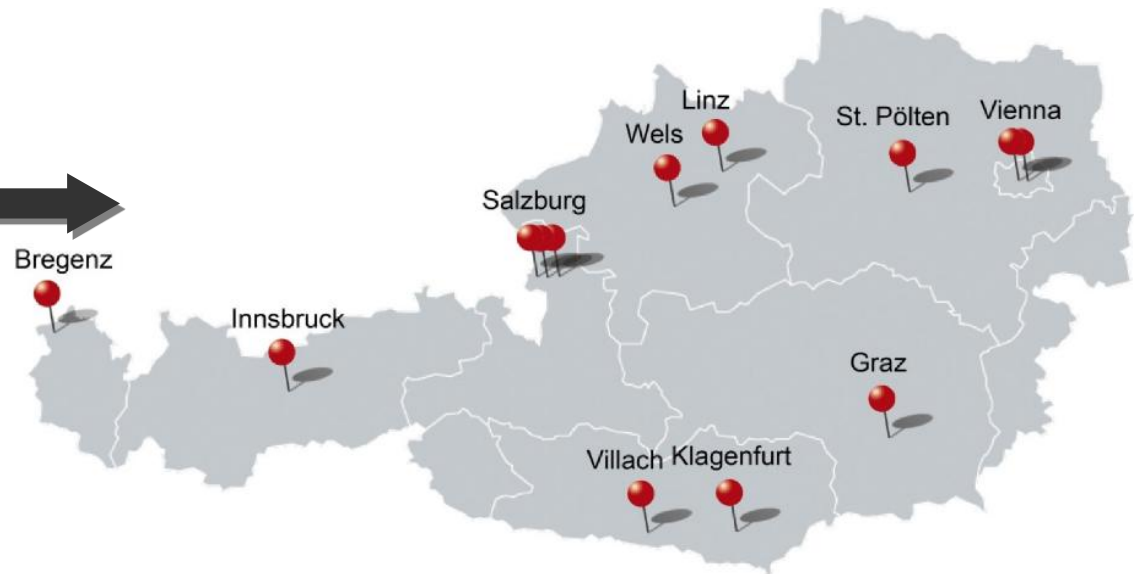 Linz
Wels
St. Pölten
Vienna
Salzburg
Bregenz
Innsbruck
Graz
Villach
Klagenfurt